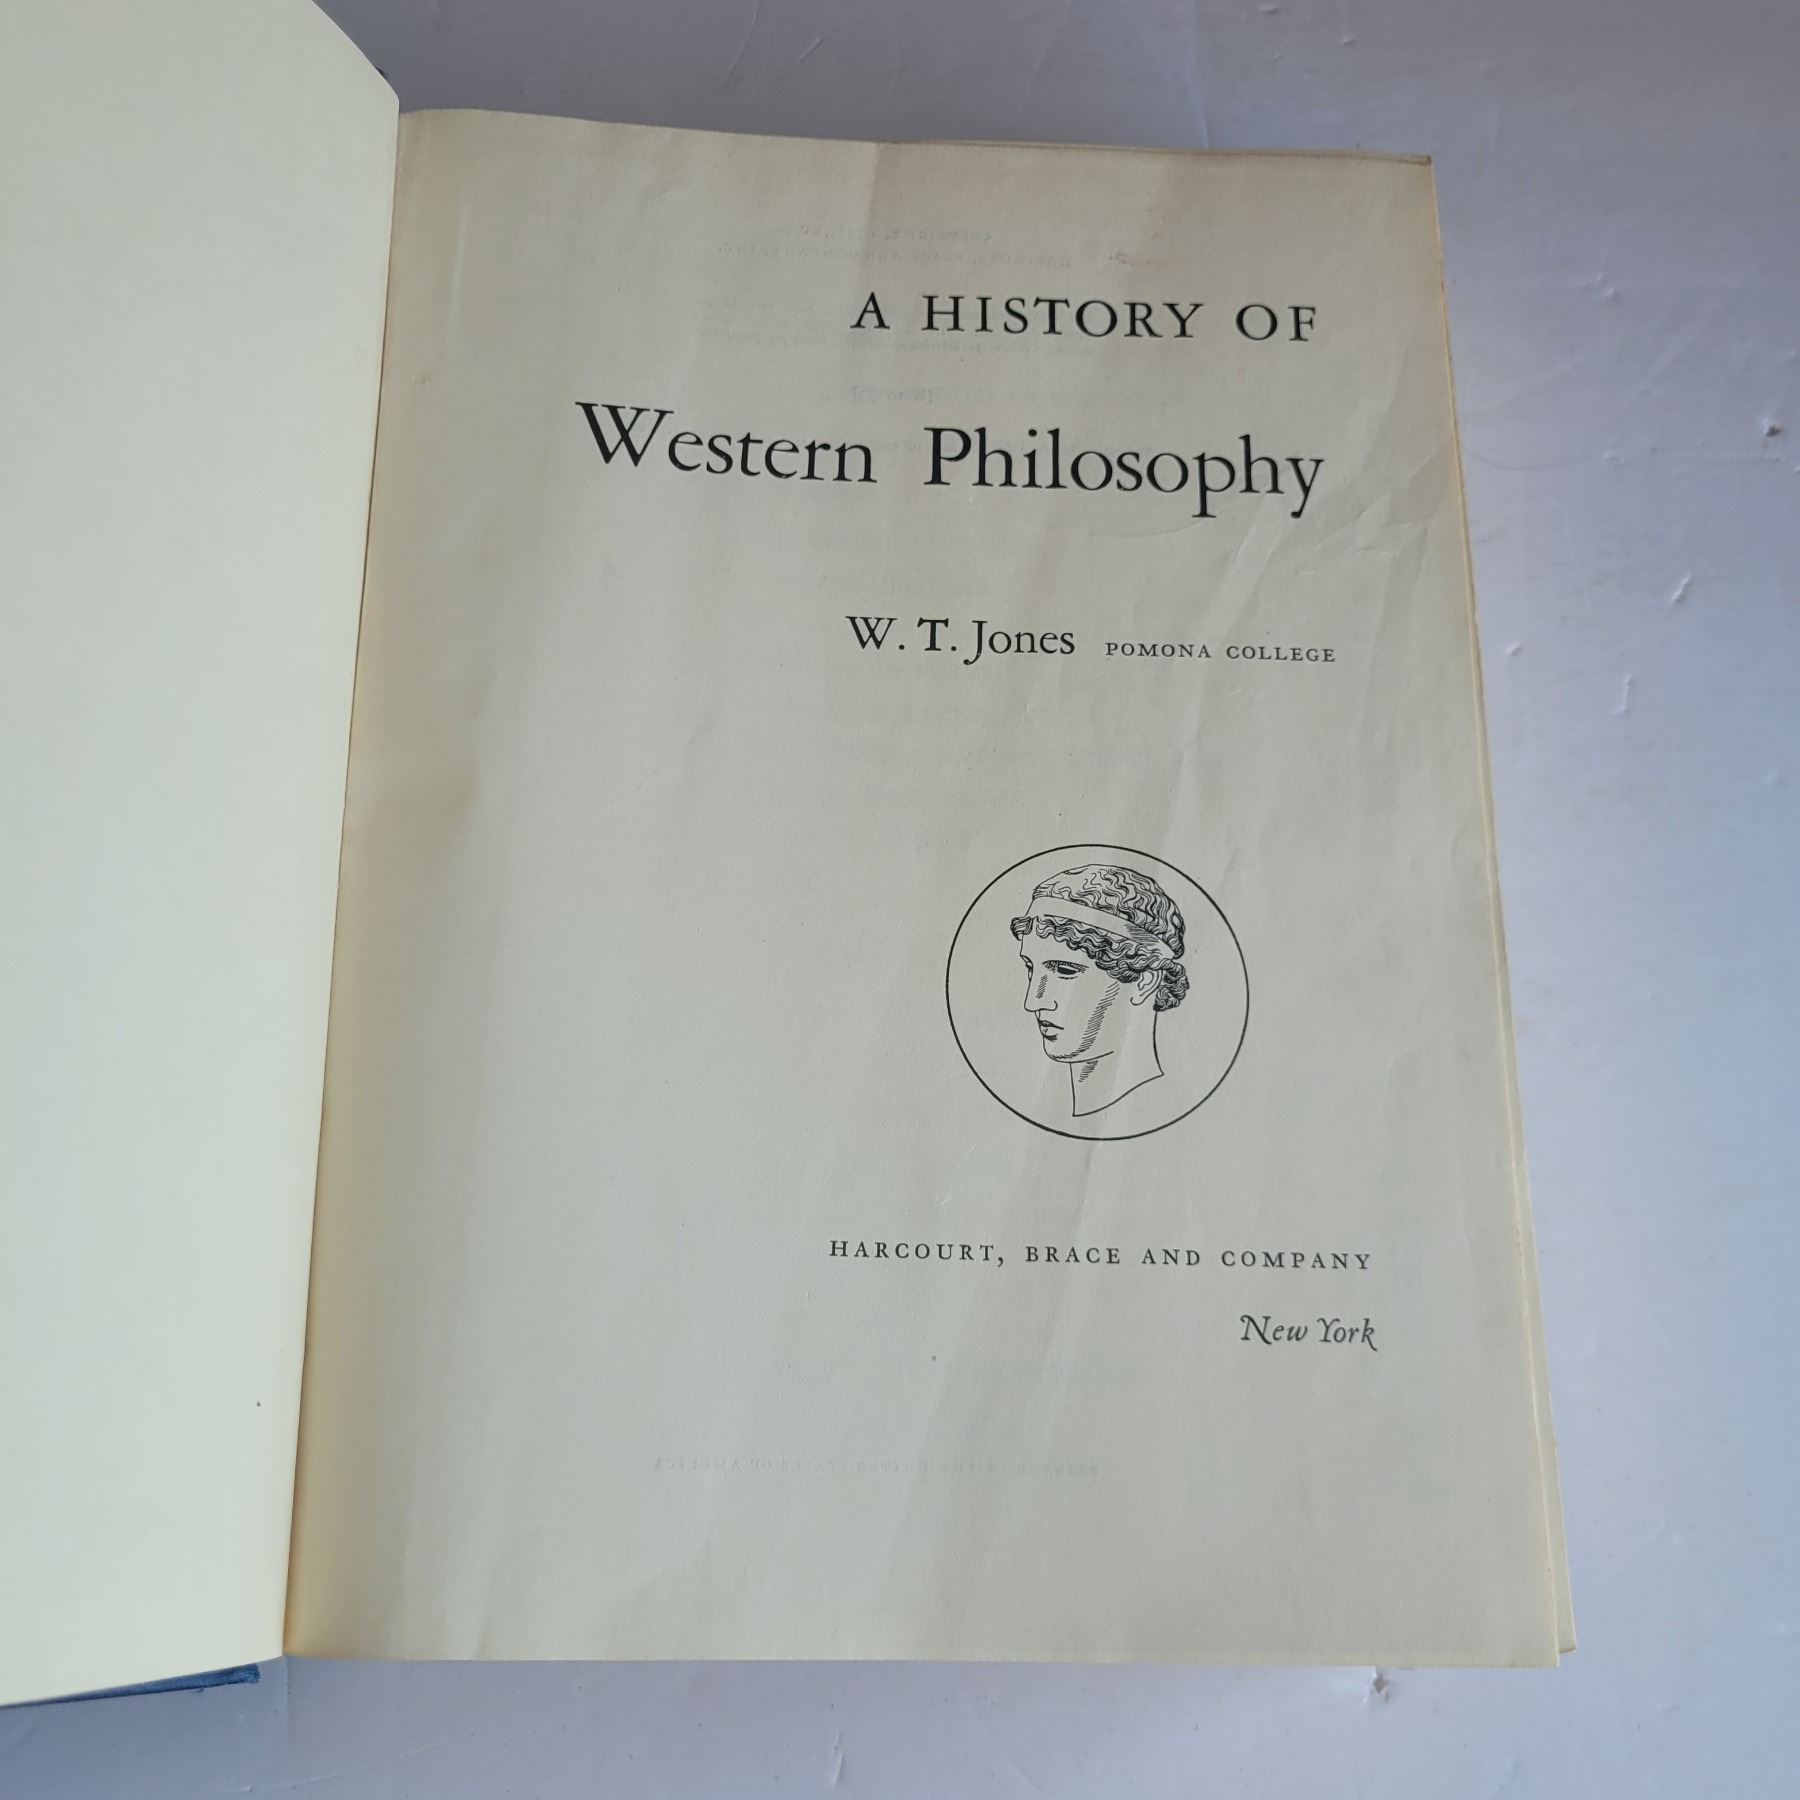 A HISTORY OF
Western Philosophy
W. T. Jones POMONA COLLEGE
HARCOURT, BRACE AND COMPANY
New York